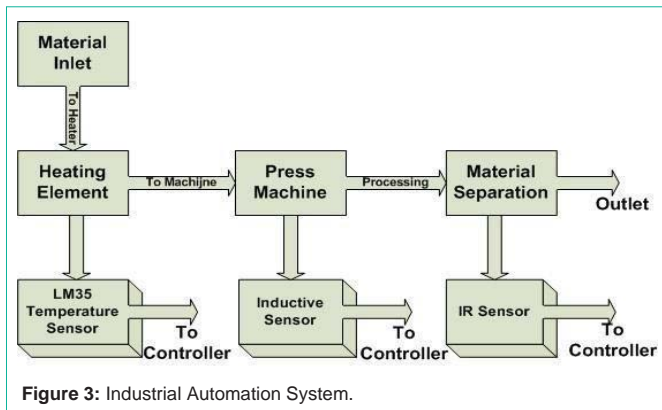 Material
Inlet
To Heater
Heating
Element
To Machijne
Press
Machine
Processing
Material
Separation
Outlet
LM35
Temperature
Sensor
To
Controller
Inductive
Sensor
To
Controller
IR Sensor
To
Controller
Figure 3: Industrial Automation System.